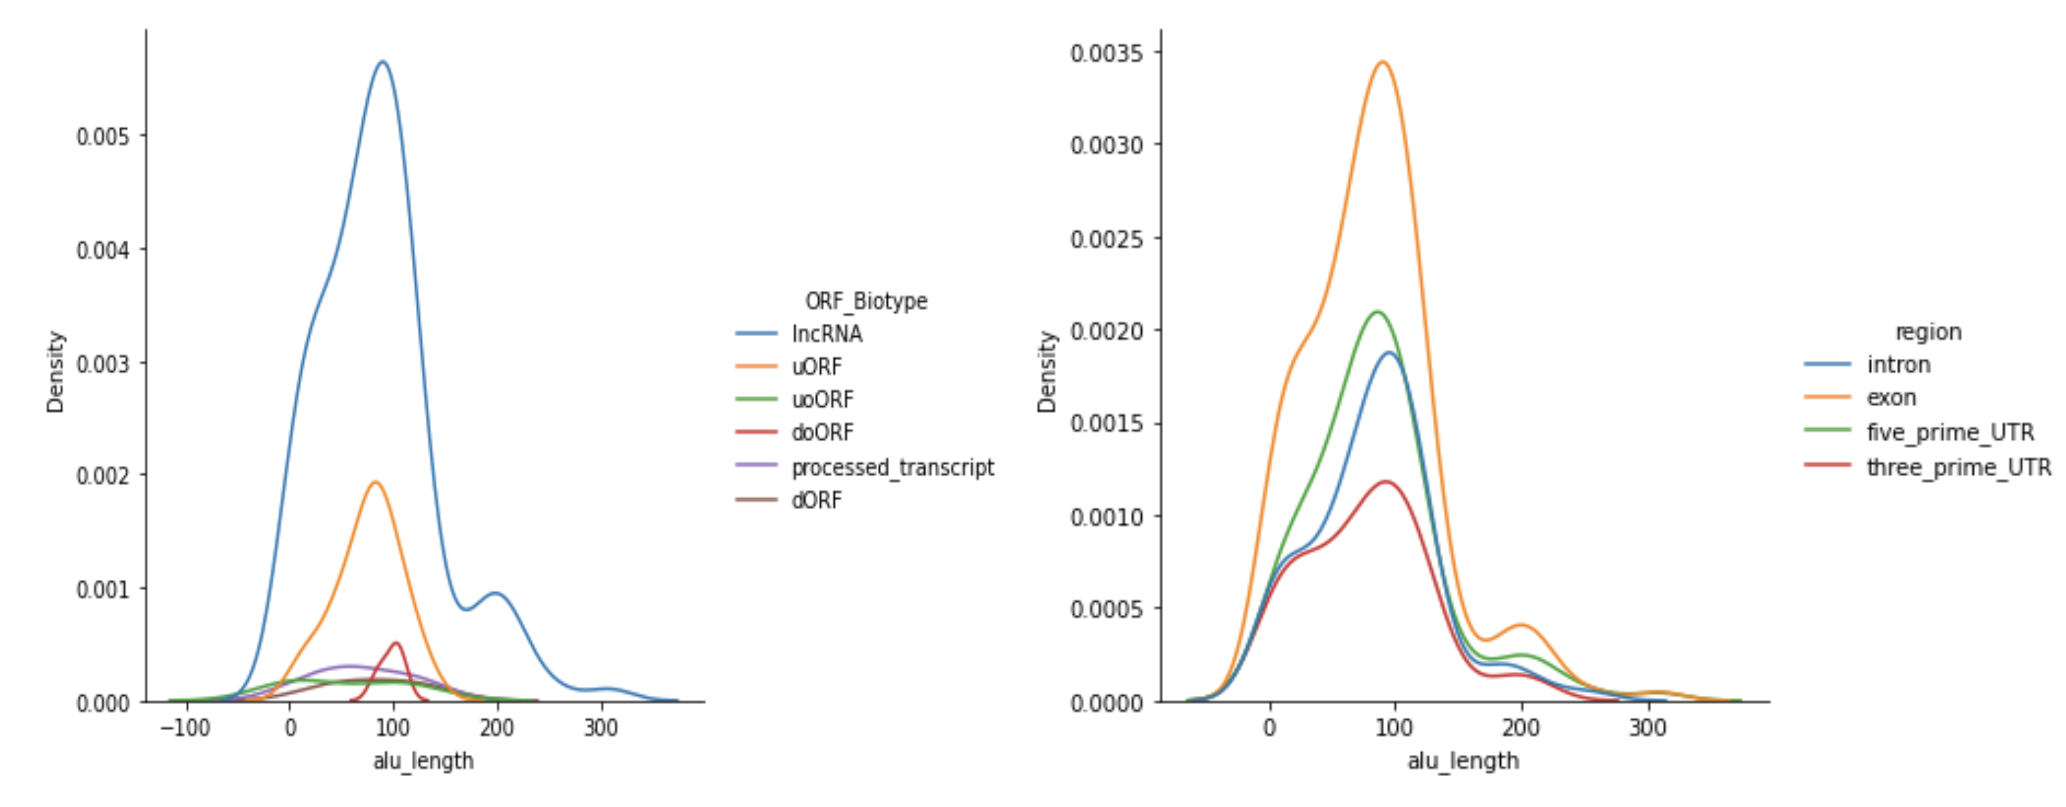 0.005
0.004
0.003
0.002
0.001
0.000
Density
−100 0 100 200 300
alu_length
ORF_Biotype
lncRNA
uORF
uoORF
doORF
processed_transcript
dORF
0.0035
0.0030
0.0025
0.0020
0.0015
0.0010
0.0005
0.0000
Density
0 100 200 300
alu_length
region
intron
exon
five_prime_UTR
three_prime_UTR